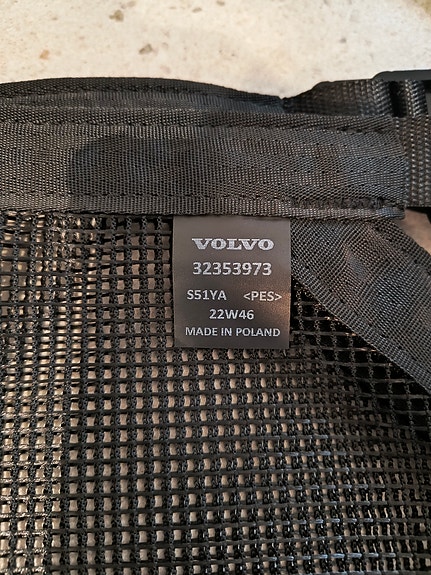 VOLVO
32353973
S51YA <PES>
22W46
MADE IN POLAND